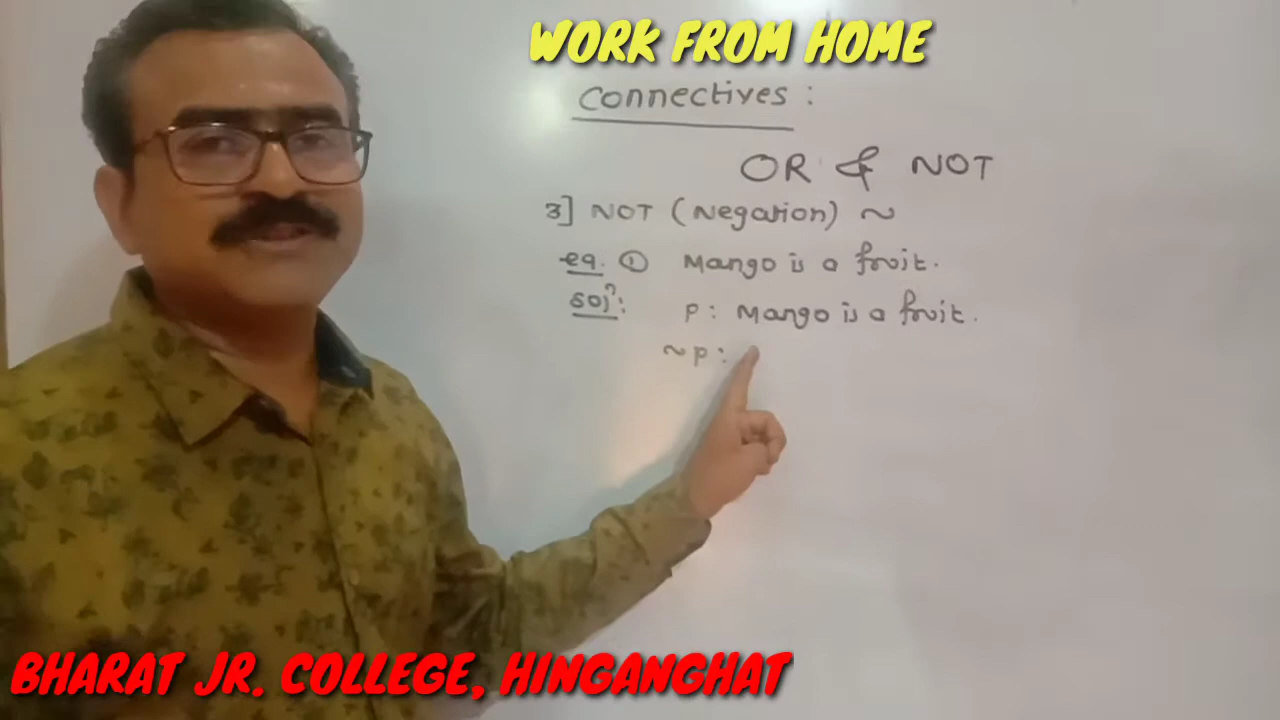 WORK FROM HOME
Connectives :
OR & NOT
3] NOT (Negation) ~
eg. ① Mango is a fruit.
Solⁿ: p : Mango is a fruit.
~p :
BHARAT JR. COLLEGE, HINGANGHAT